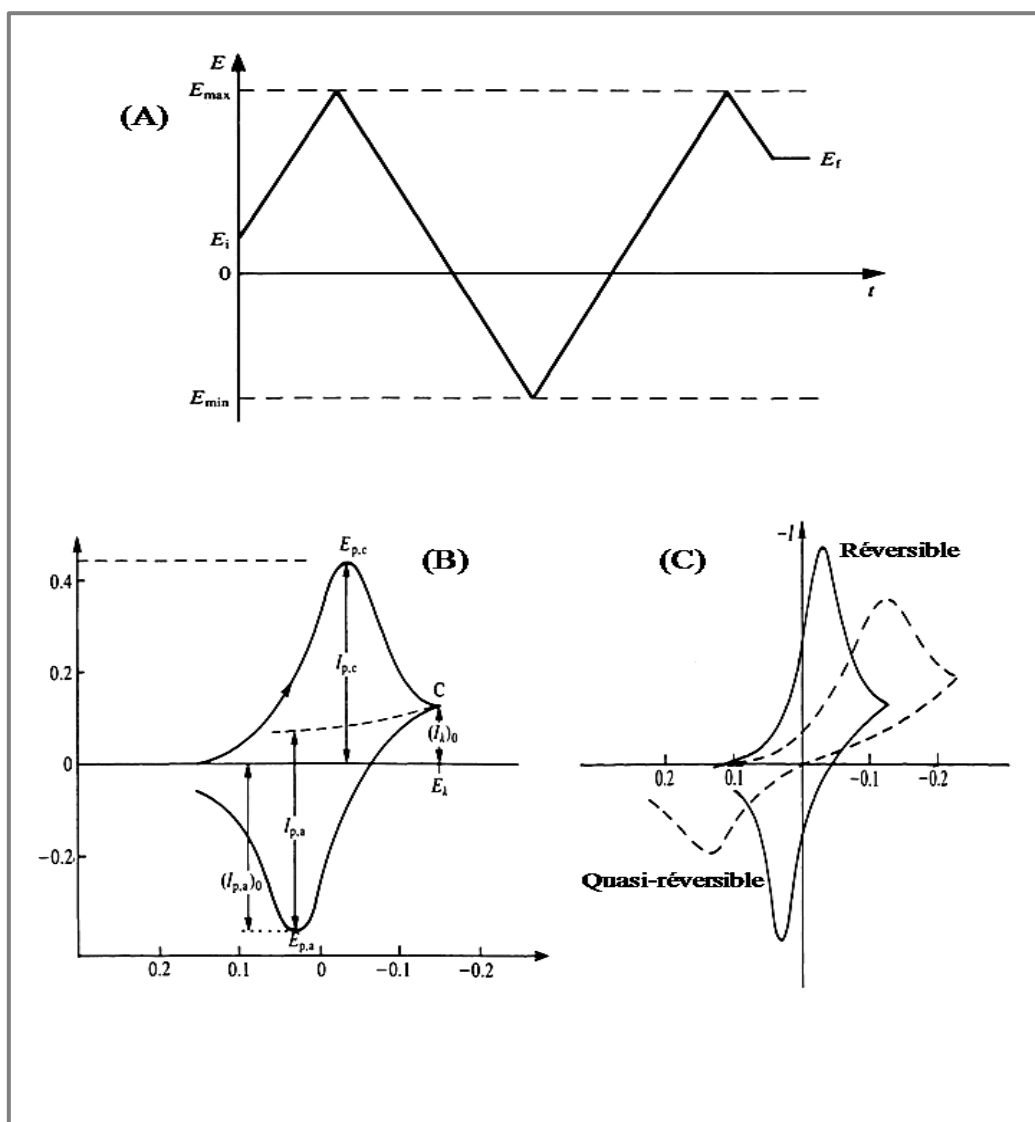 E
E_max
(A)
E_f
E_i
0
t
E_min
E_p,c
(B)
0.4
I_p,c
0.2
C
(I_λ)_0
0
E_λ
I_p,a
-0.2
(I_p,a)_0
E_p,a
0.2 0.1 0 -0.1 -0.2
-I
Réversible
(C)
0.2 0.1 -0.1 -0.2
Quasi-réversible